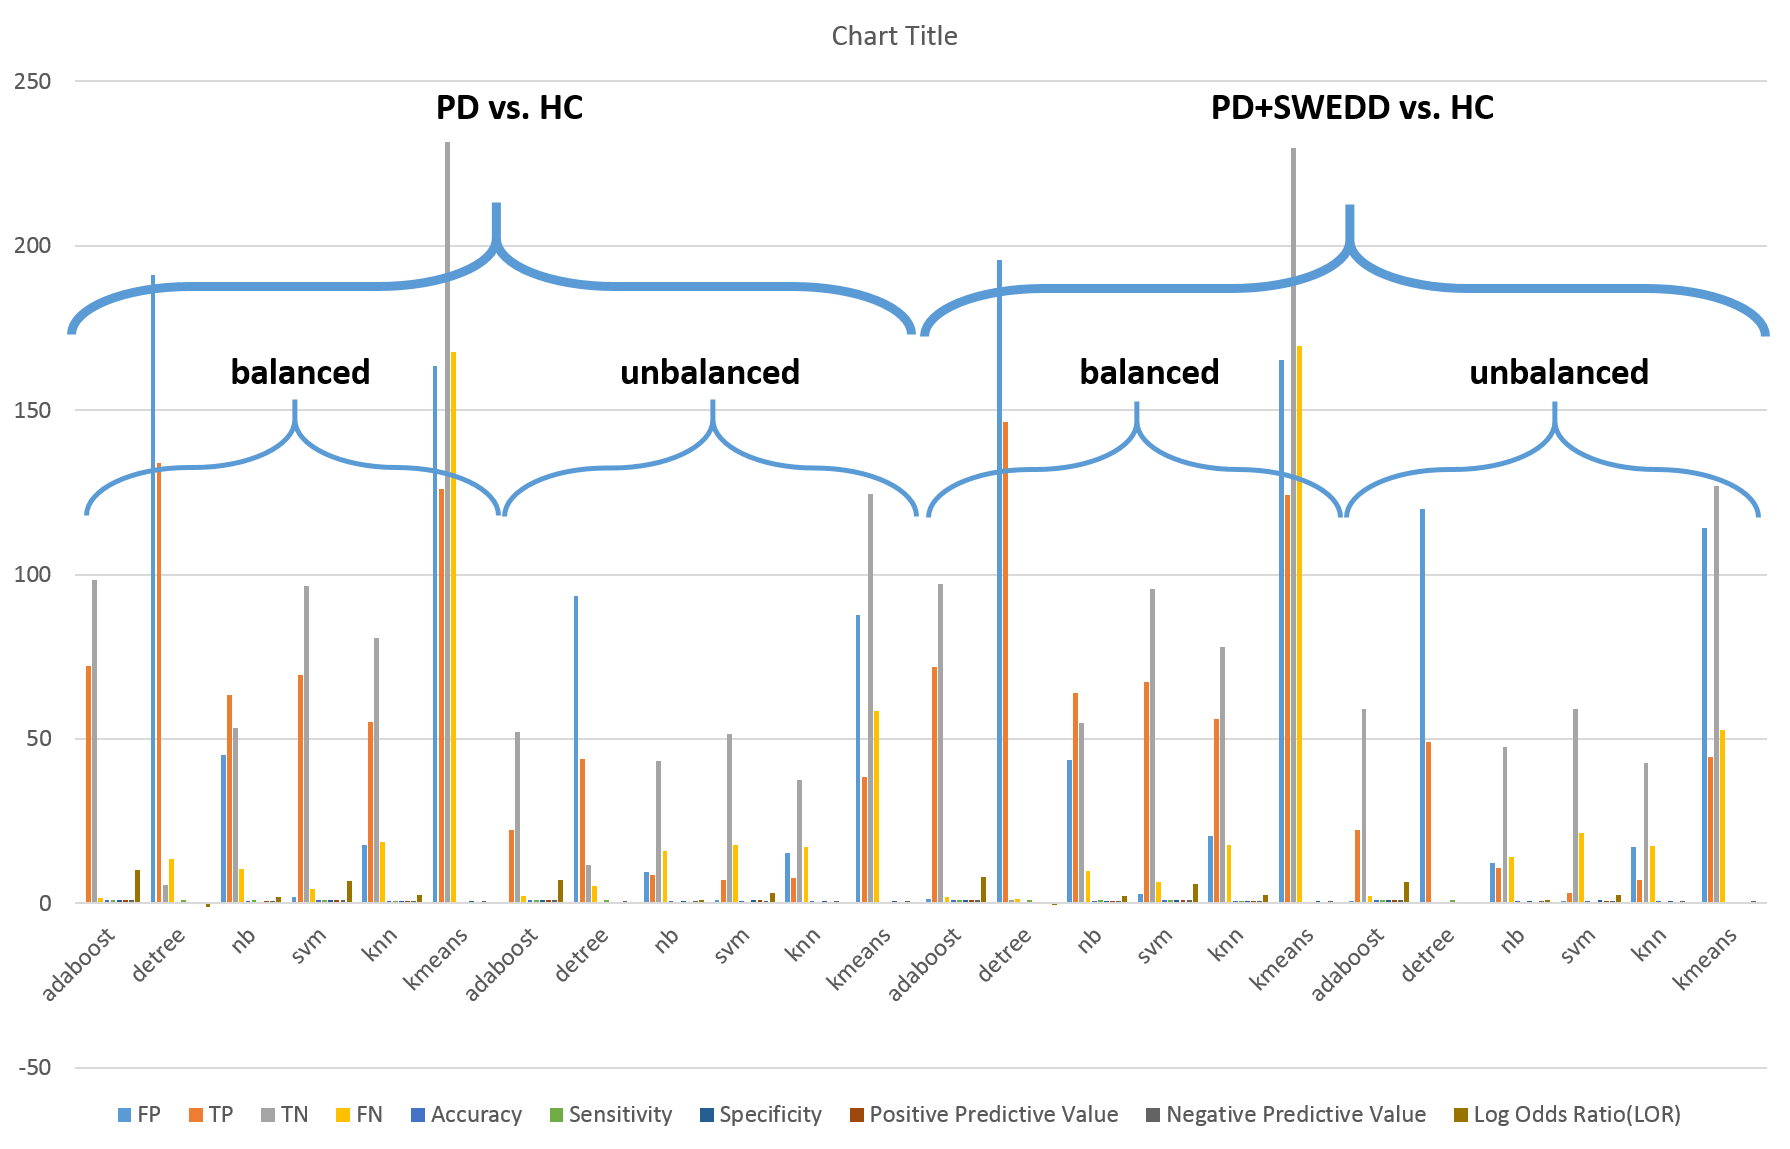 Chart Title
250
PD vs. HC
PD+SWEDD vs. HC
200
balanced
unbalanced
balanced
unbalanced
150
100
50
0
adaboost
detree
nb
svm
knn
kmeans
adaboost
detree
nb
svm
knn
kmeans
adaboost
detree
nb
svm
knn
kmeans
adaboost
detree
nb
svm
knn
kmeans
-50
FP TP TN FN Accuracy Sensitivity Specificity Positive Predictive Value Negative Predictive Value Log Odds Ratio(LOR)